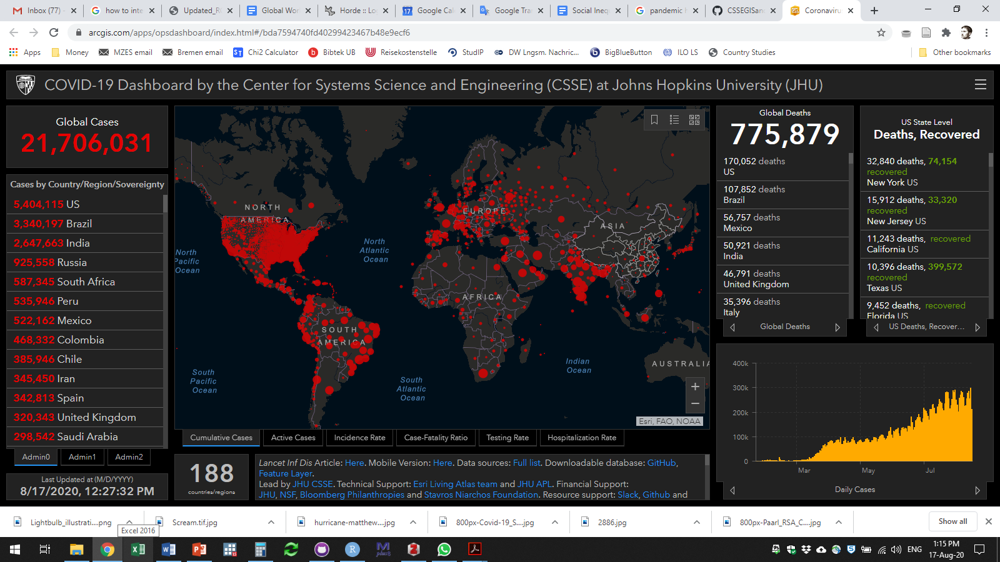 Inbox (77) -
how to inte
Updated_R
Global Wor
Horde :: Lo
Google Cal
Google Tra
Social Ineq
pandemic h
CSSEGISan
Coronaviru
arcgis.com/apps/opsdashboard/index.html#/bda7594740fd40299423467b48e9ecf6
Apps
Money
MZES email
Bremen email
Chi2 Calculator
Bibtek UB
Reisekostenstelle
StudIP
DW Lngsm. Nachric...
BigBlueButton
ILO LS
Country Studies
Other bookmarks
COVID-19 Dashboard by the Center for Systems Science and Engineering (CSSE) at Johns Hopkins University (JHU)
Global Cases
21,706,031
Cases by Country/Region/Sovereignty
5,404,115 US
3,340,197 Brazil
2,647,663 India
925,558 Russia
587,345 South Africa
535,946 Peru
522,162 Mexico
468,332 Colombia
385,946 Chile
345,450 Iran
342,813 Spain
320,343 United Kingdom
298,542 Saudi Arabia
Admin0
Admin1
Admin2
Last Updated at (M/D/YYYY)
8/17/2020, 12:27:32 PM
NORTH
AMERICA
EUROPE
ASIA
North
Atlantic
Ocean
North
Pacific
Ocean
AFRICA
SOUTH
AMERICA
Indian
Ocean
AUSTRALIA
South
Pacific
Ocean
South
Atlantic
Ocean
+
−
Esri, FAO, NOAA
Cumulative Cases
Active Cases
Incidence Rate
Case-Fatality Ratio
Testing Rate
Hospitalization Rate
188
countries/regions
Lancet Inf Dis Article: Here. Mobile Version: Here. Data sources: Full list. Downloadable database: GitHub,
Feature Layer.
Lead by JHU CSSE. Technical Support: Esri Living Atlas team and JHU APL. Financial Support:
JHU, NSF, Bloomberg Philanthropies and Stavros Niarchos Foundation. Resource support: Slack, Github and
Global Deaths
775,879
170,052 deaths
US
107,852 deaths
Brazil
56,757 deaths
Mexico
50,921 deaths
India
46,791 deaths
United Kingdom
35,396 deaths
Italy
Global Deaths
US State Level
Deaths, Recovered
32,840 deaths, 74,154
recovered
New York US
15,912 deaths, 33,320
recovered
New Jersey US
11,243 deaths, recovered
California US
10,396 deaths, 399,572
recovered
Texas US
9,452 deaths, recovered
Florida US
US Deaths, Recover...
400k
300k
200k
100k
0
Mar
May
Jul
Daily Cases
Lightbulb_illustrati....png
Scream.tif.jpg
hurricane-matthew....jpg
800px-Covid-19_S....jpg
2886.jpg
800px-Paarl_RSA_C....jpg
Show all
Excel 2016
ENG
1:15 PM
17-Aug-20